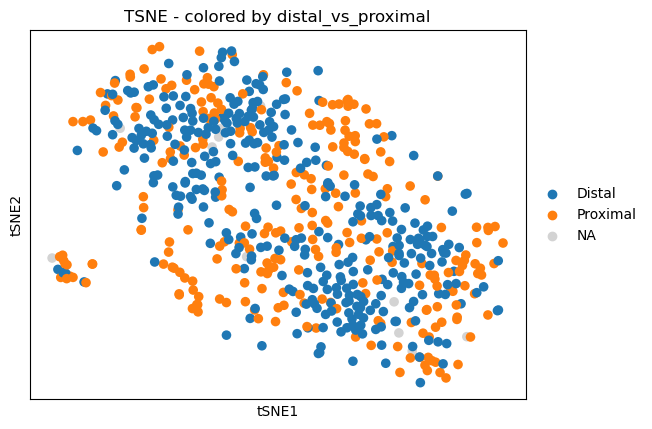 TSNE - colored by distal_vs_proximal
tSNE2
Distal
Proximal
NA
tSNE1